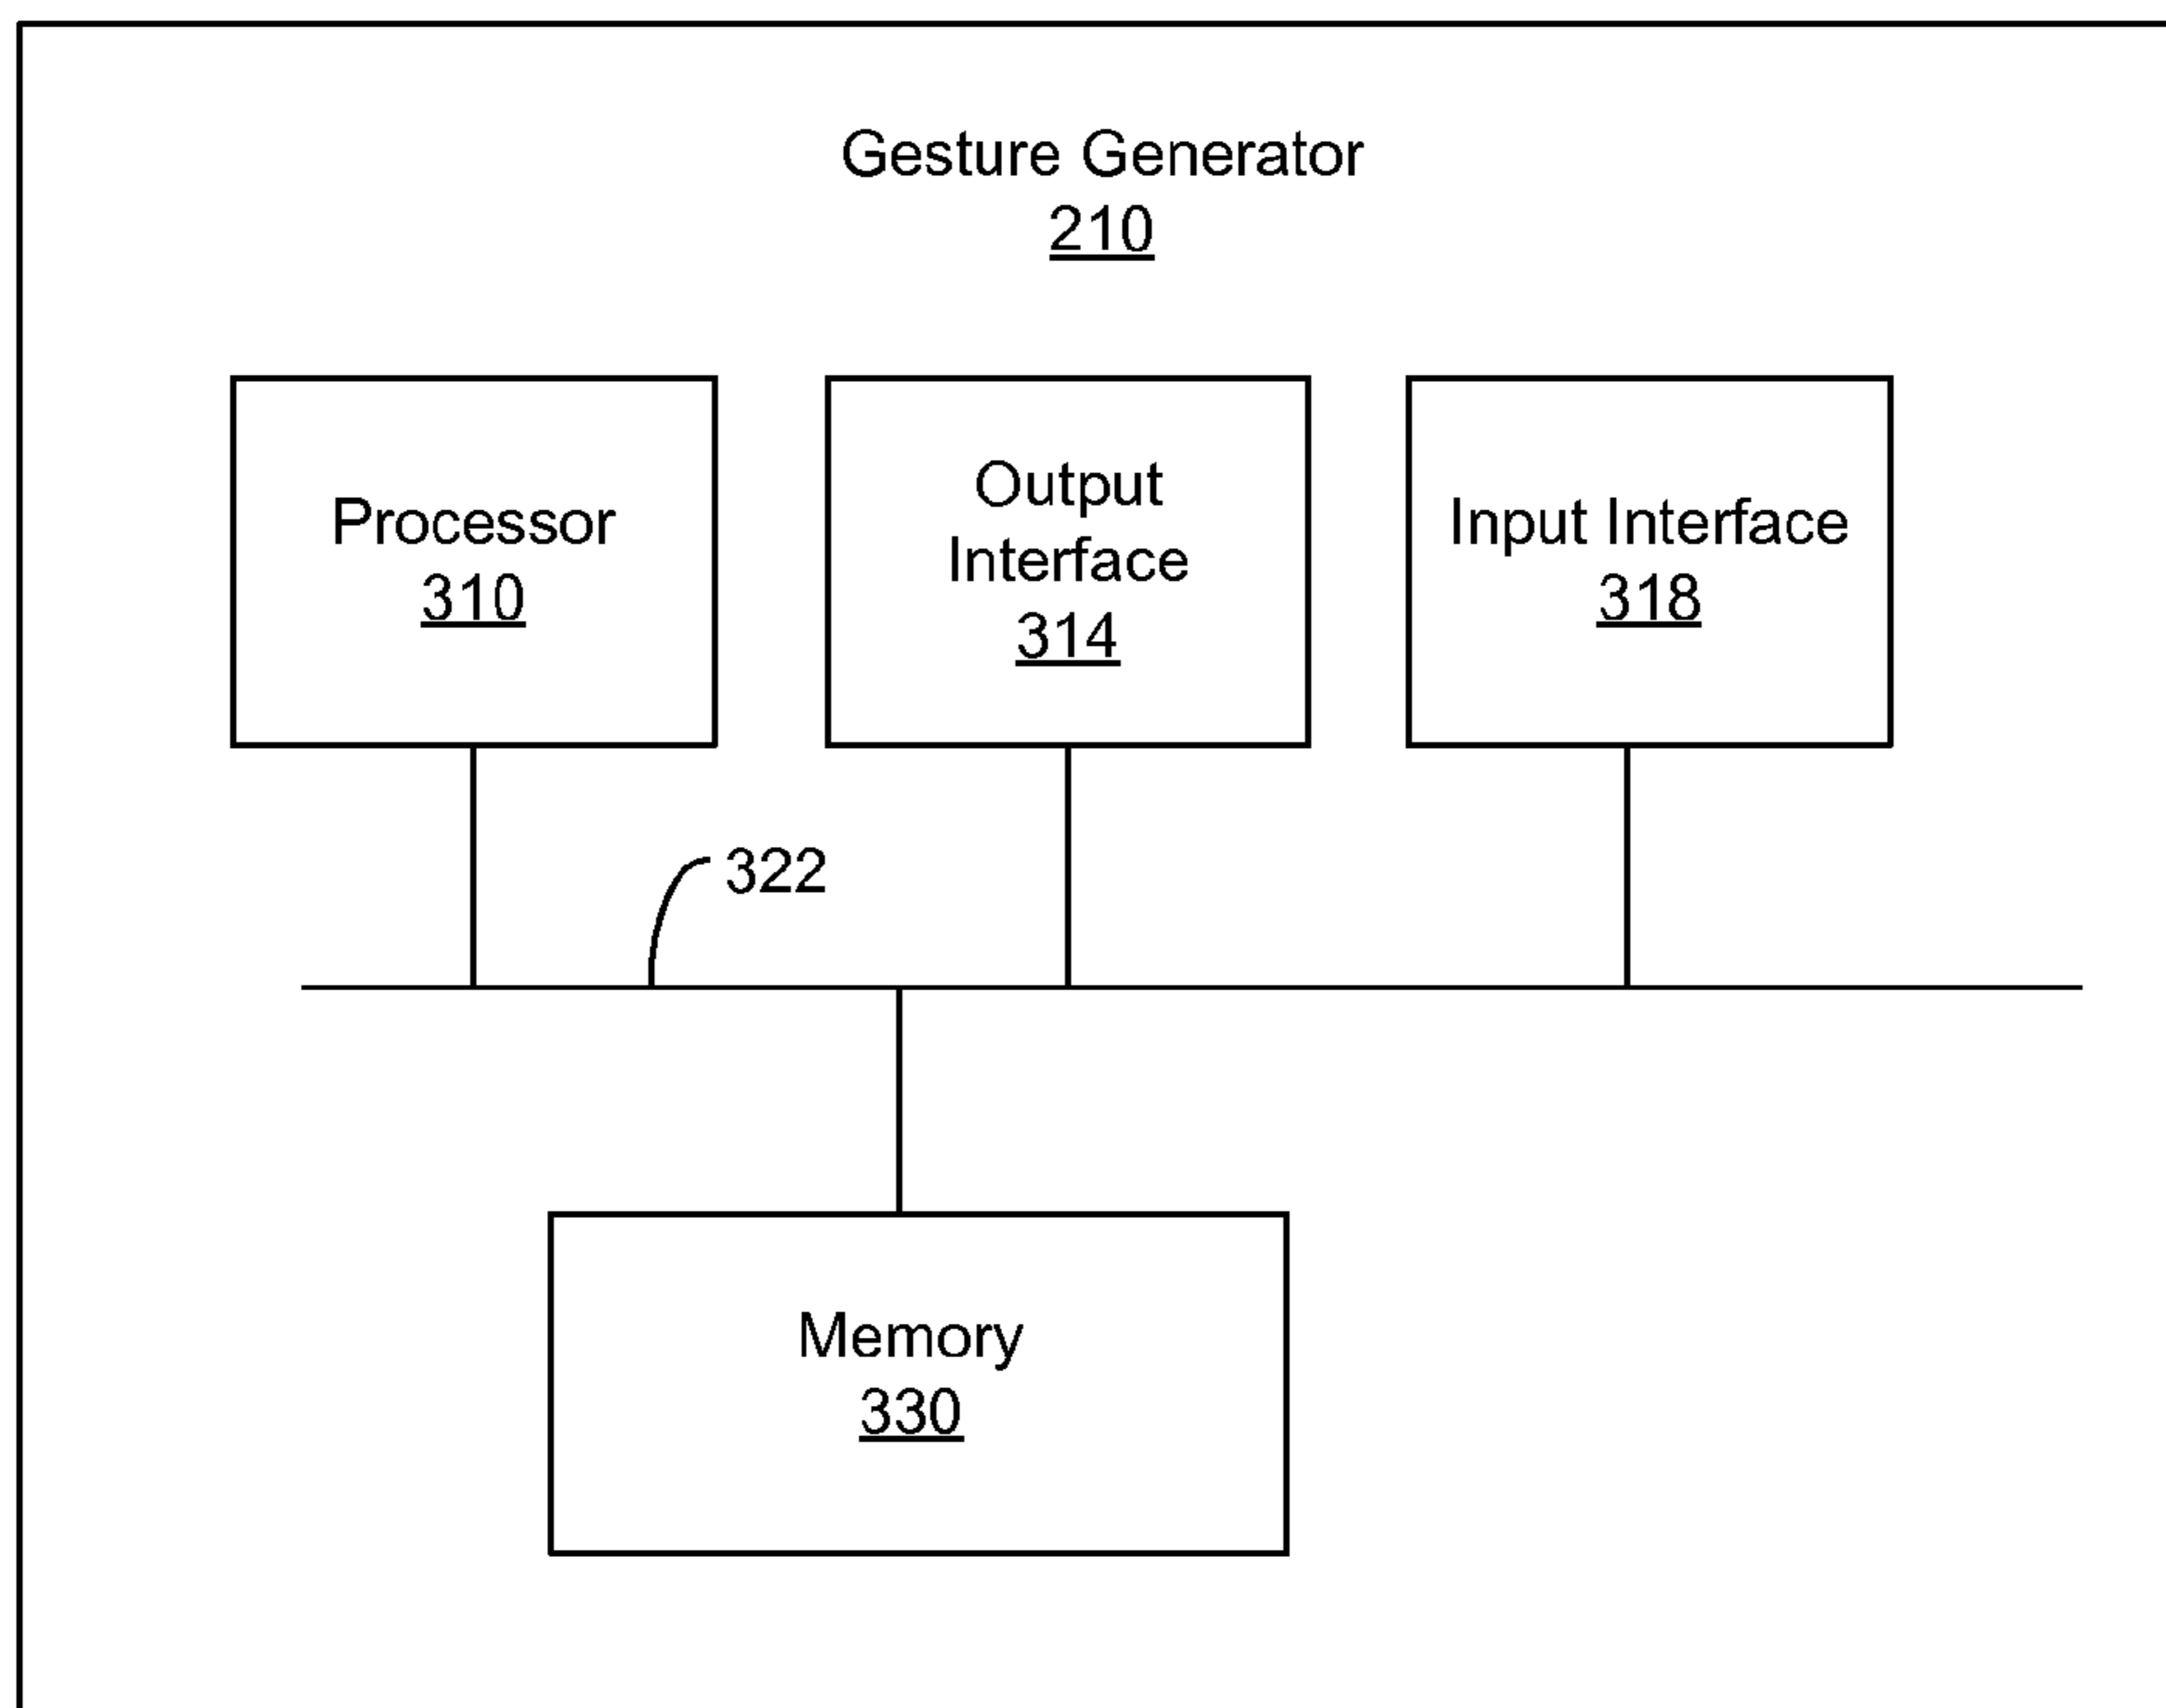 Gesture Generator
210
Processor
310
Output
Interface
314
Input Interface
318
322
Memory
330